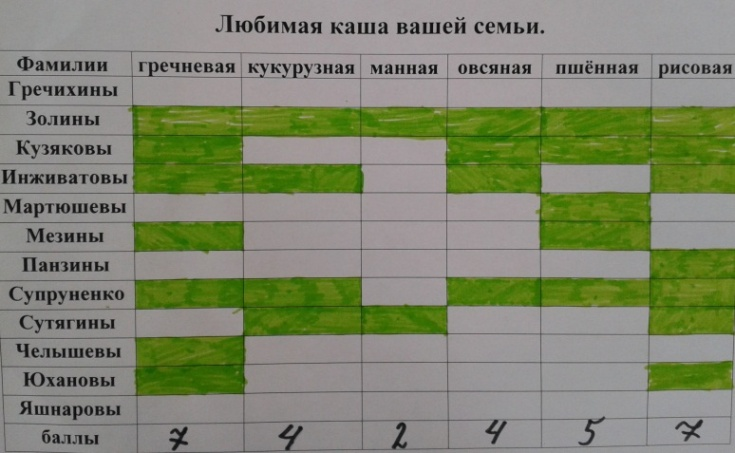 Любимая каша вашей семьи.
Фамилии гречневая кукурузная манная овсяная пшённая рисовая
Гречихины
Золины
Кузяковы
Инживатовы
Мартюшевы
Мезины
Панзины
Супруненко
Сутягины
Челышевы
Юхановы
Яшнаровы
баллы 7 4 2 4 5 7